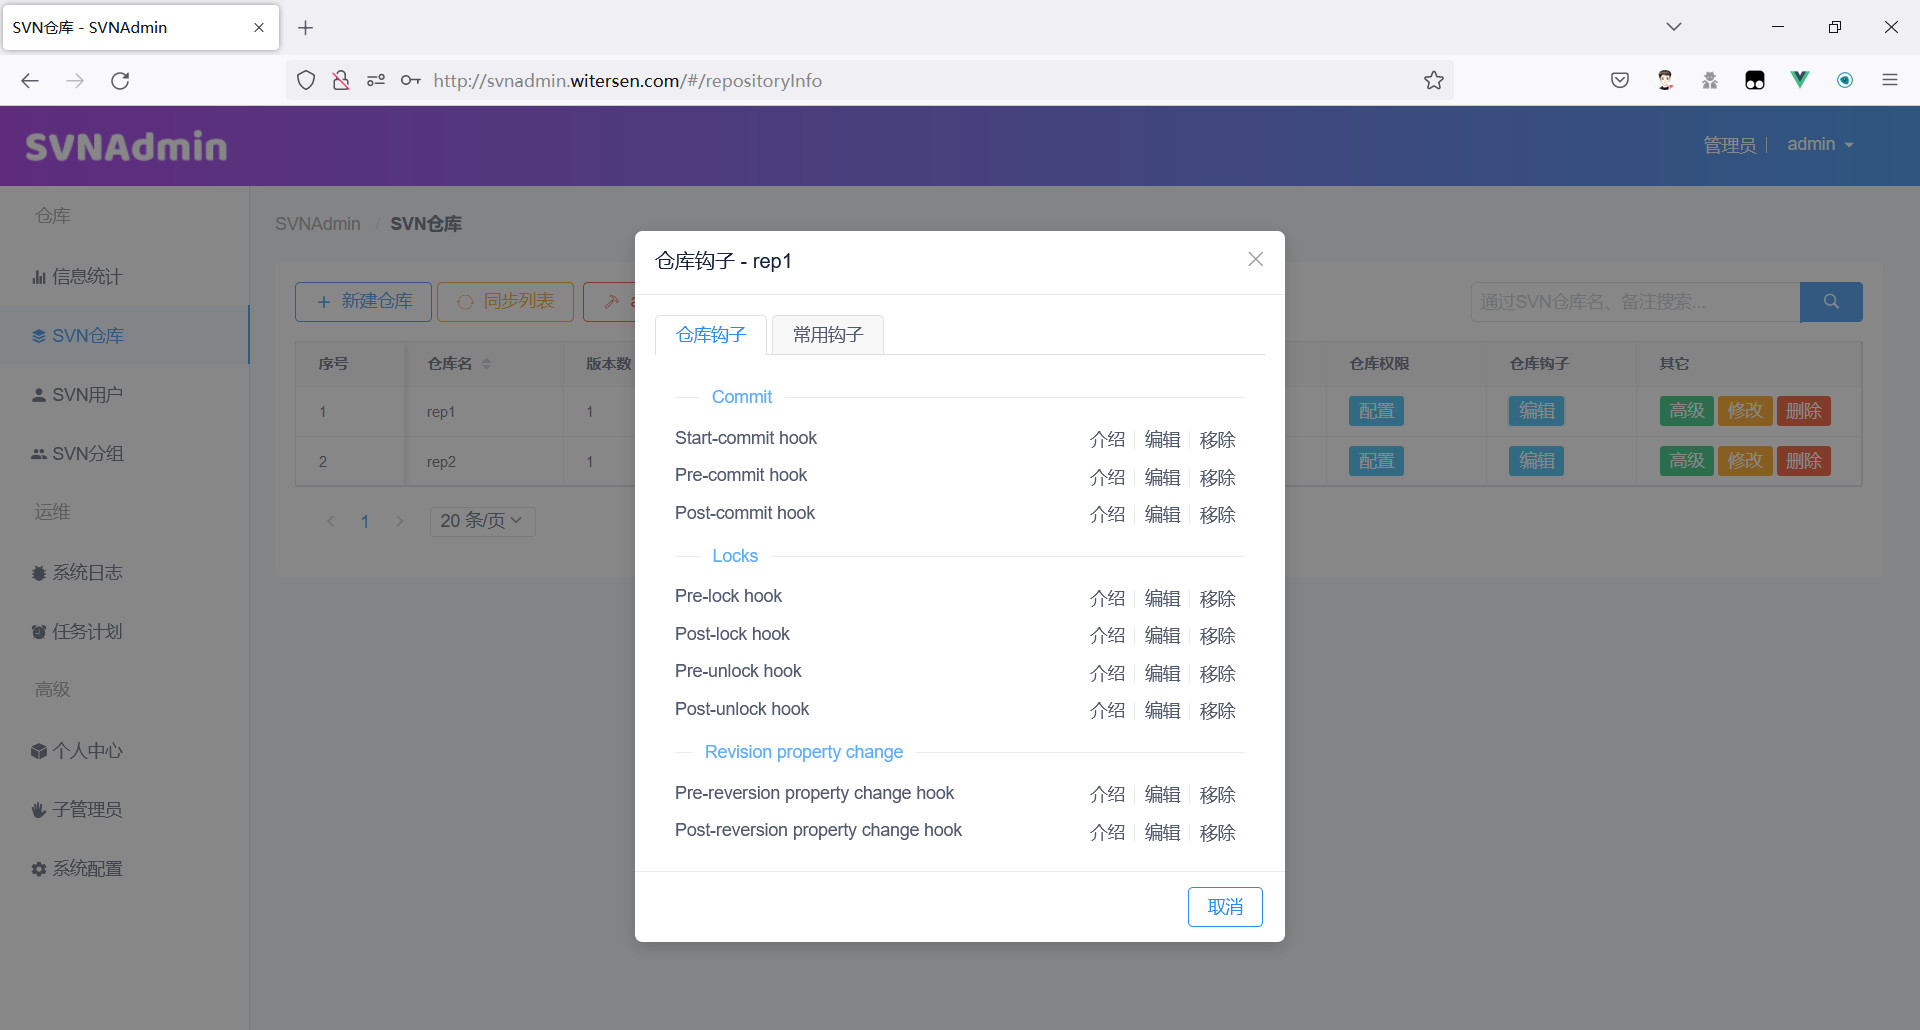 SVN仓库 - SVNAdmin
http://svnadmin.witersen.com/#/repositoryInfo
SVNAdmin
管理员 | admin
仓库
信息统计
SVN仓库
SVN用户
SVN分组
运维
系统日志
任务计划
高级
个人中心
子管理员
系统配置
SVNAdmin / SVN仓库
+ 新建仓库
同步列表
通过SVN仓库名、备注搜索...
序号 仓库名 版本数 仓库权限 仓库钩子 其它
1 rep1 1 配置 编辑 高级 修改 删除
2 rep2 1 配置 编辑 高级 修改 删除
1 20 条/页
仓库钩子 - rep1
仓库钩子 常用钩子
Commit
Start-commit hook 介绍 编辑 移除
Pre-commit hook 介绍 编辑 移除
Post-commit hook 介绍 编辑 移除
Locks
Pre-lock hook 介绍 编辑 移除
Post-lock hook 介绍 编辑 移除
Pre-unlock hook 介绍 编辑 移除
Post-unlock hook 介绍 编辑 移除
Revision property change
Pre-reversion property change hook 介绍 编辑 移除
Post-reversion property change hook 介绍 编辑 移除
取消